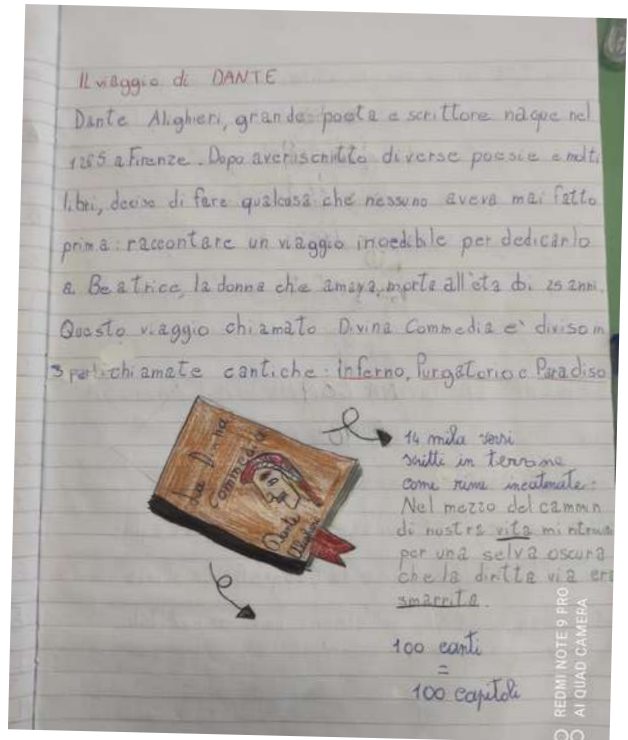 Il viaggio di DANTE
Dante Alighieri, grande poeta e scrittore naque nel
1265 a Firenze. Dopo aver iscritto diverse poesie e molti
libri, decise di fare qualcosa che nessuno aveva mai fatto
prima: raccontare un viaggio incedibile per dedicarlo
a Beatrice, la donna che amava, morta all'eta di 25 anni.
Questo viaggio chiamato Divina Commedia e' diviso in
3 parti chiamate cantiche: Inferno, Purgatorio e Paradiso
La Divina
Commedia
Dante
Alighieri
14 mila versi
scritti in terzine
come rime incatenate:
Nel mezzo del cammin
di nostra vita mi ritrova
per una selva oscura
che la diritta via era
smarrita.
100 canti
=
100 capitoli
REDMI NOTE 9 PRO
AI QUAD CAMERA